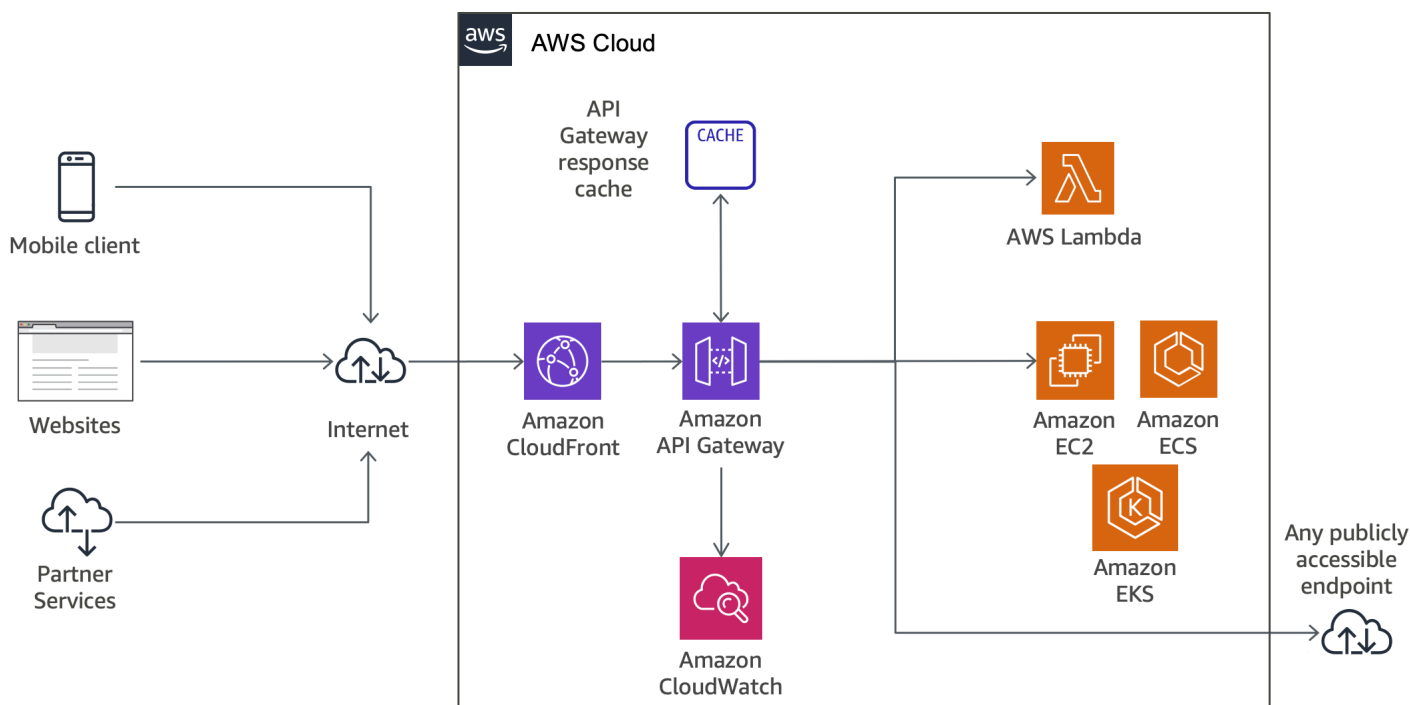 aws
AWS Cloud
API
Gateway
response
cache
CACHE
Mobile client
AWS Lambda
Websites
Internet
Amazon
CloudFront
Amazon
API Gateway
Amazon
EC2
Amazon
ECS
K
Amazon
EKS
Partner
Services
Amazon
CloudWatch
Any publicly
accessible
endpoint